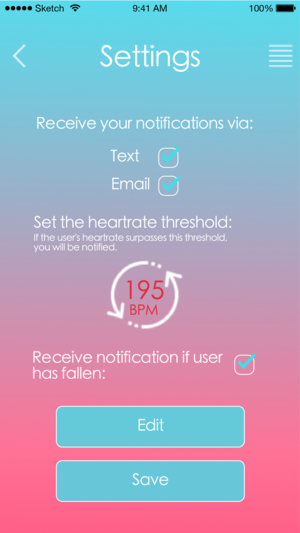 Sketch 9:41 AM 100%
Settings
Receive your notifications via:
Text
Email
Set the heartrate threshold:
If the user's heartrate surpasses this threshold,
you will be notified.
195
BPM
Receive notification if user
has fallen:
Edit
Save